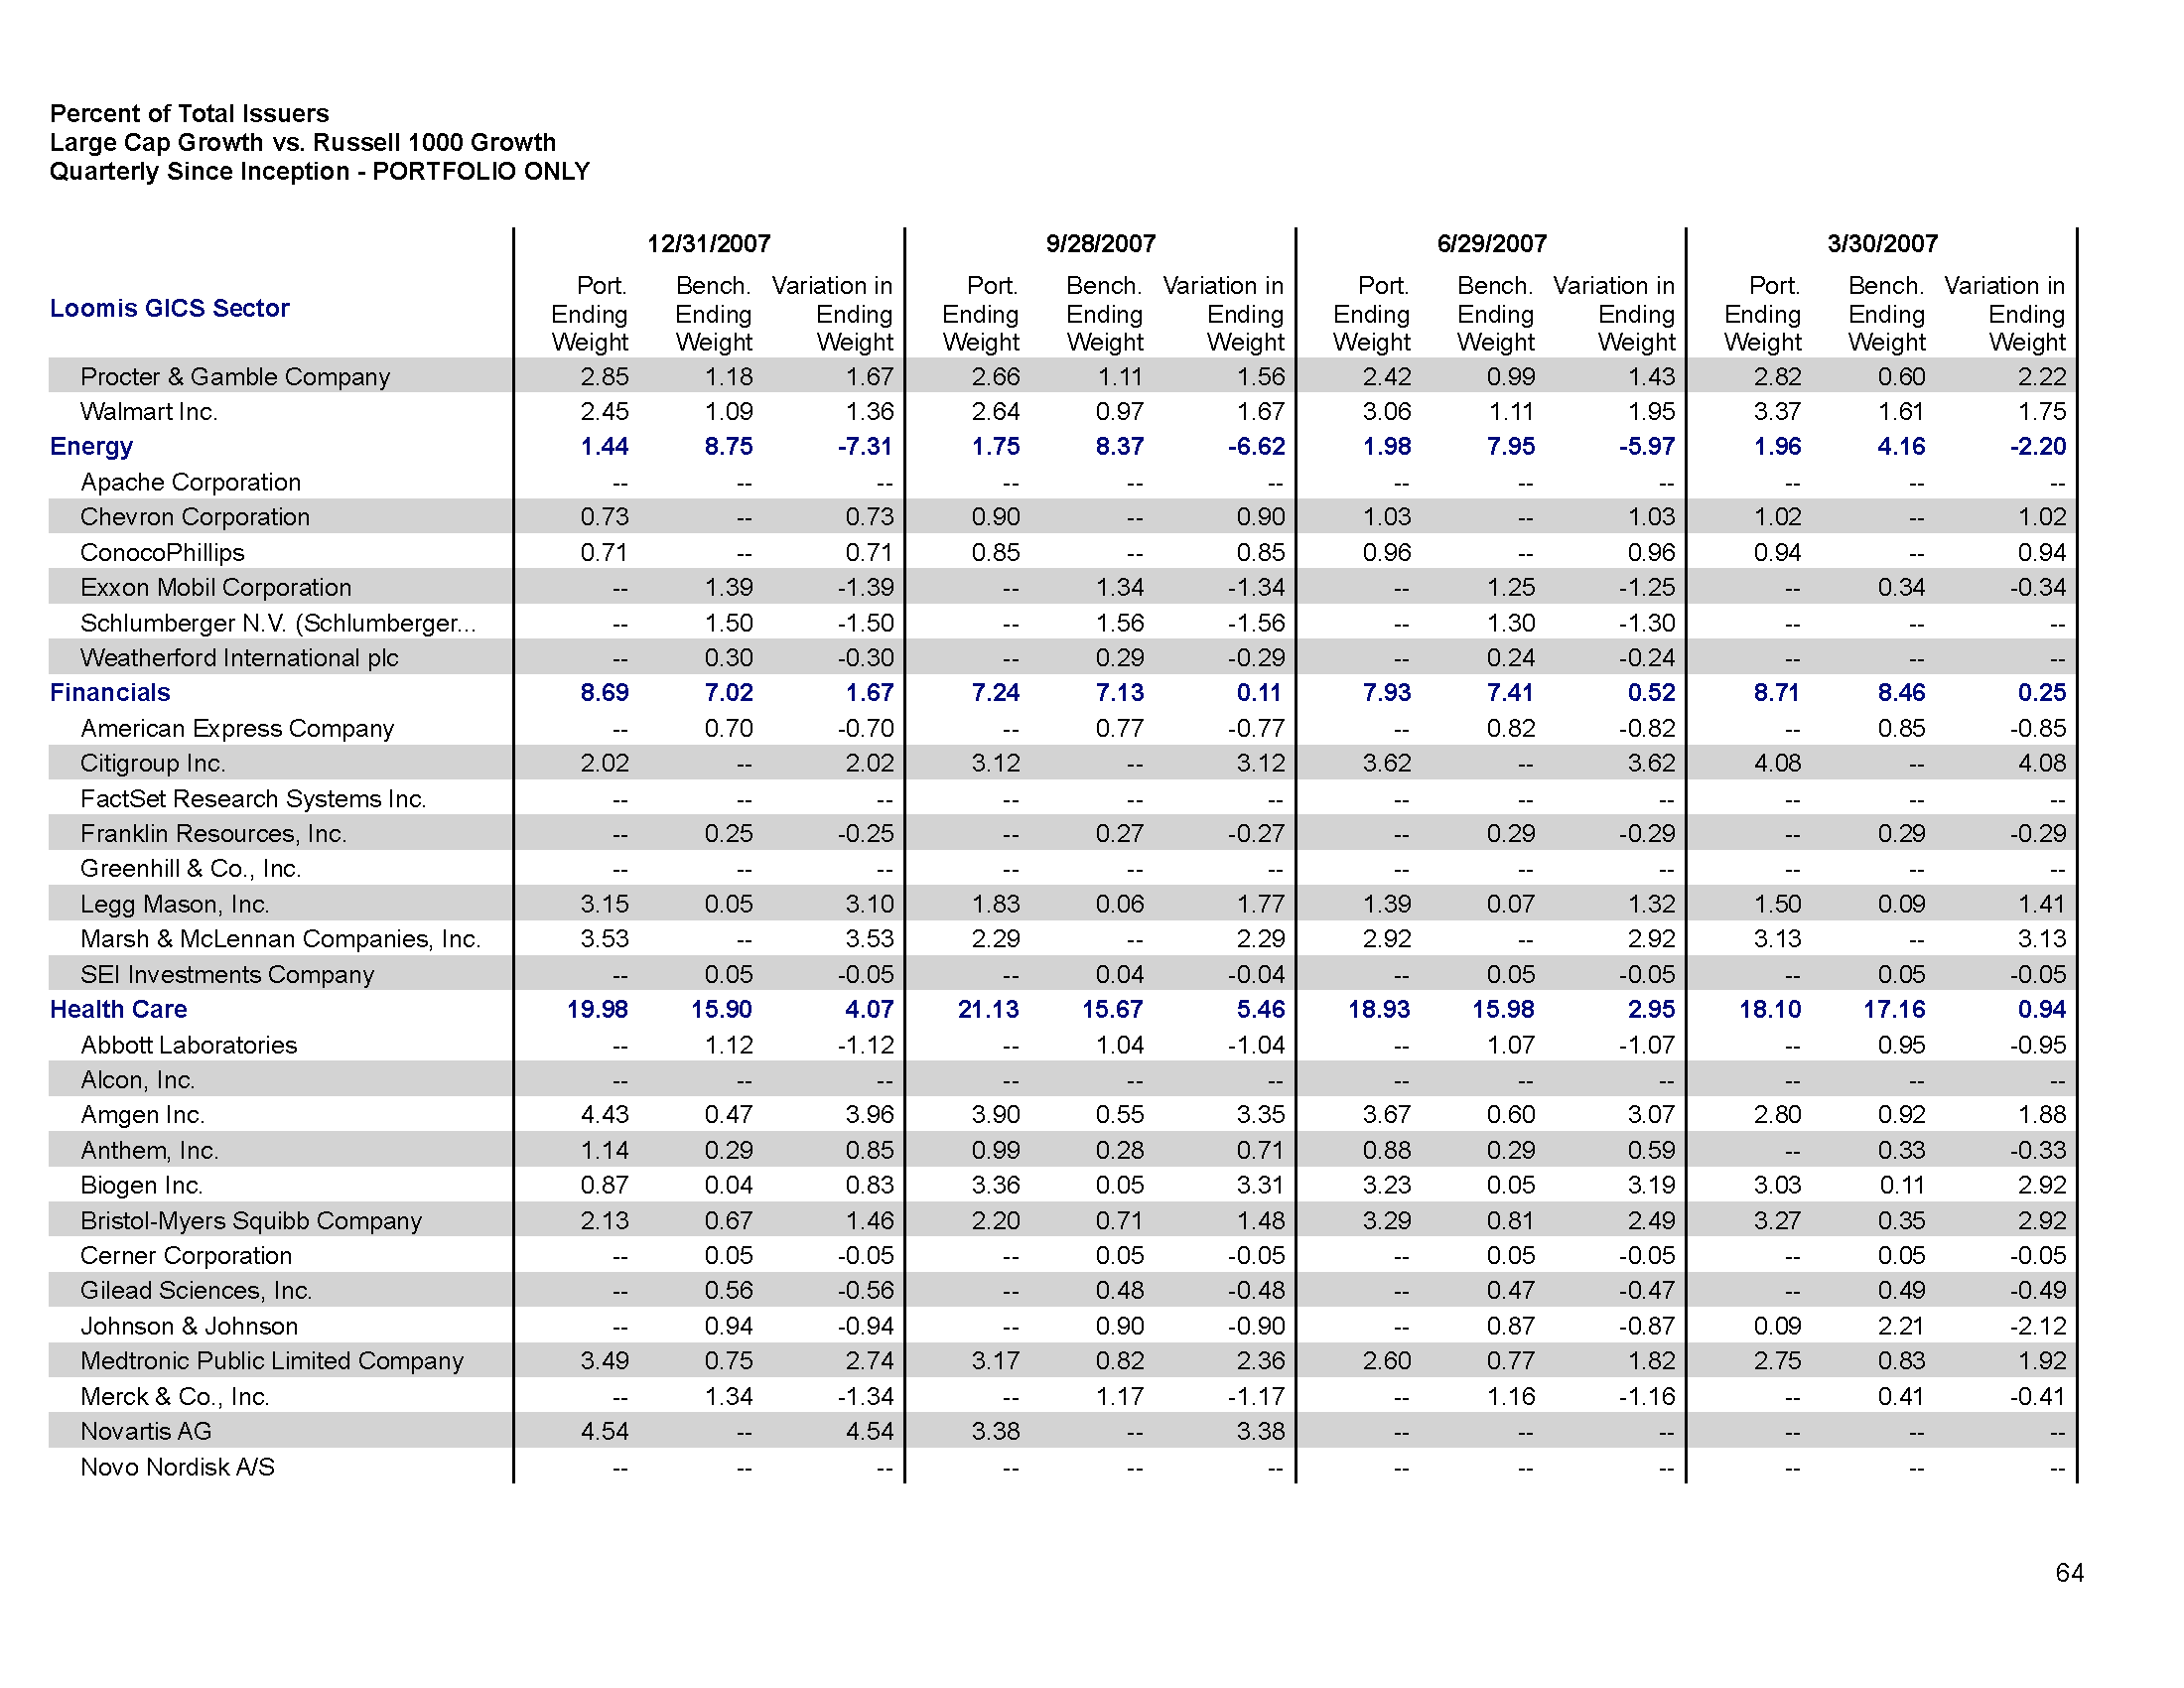 Percent of Total Issuers
Large Cap Growth vs. Russell 1000 Growth
Quarterly Since Inception - PORTFOLIO ONLY
12/31/2007 9/28/2007 6/29/2007 3/30/2007
Port. Bench. Variation in Port. Bench. Variation in Port. Bench. Variation in Port. Bench. Variation in
Loomis GICS Sector Ending Ending Ending Ending Ending Ending Ending Ending Ending Ending Ending Ending
Weight Weight Weight Weight Weight Weight Weight Weight Weight Weight Weight Weight
Procter & Gamble Company 2.85 1.18 1.67 2.66 1.11 1.56 2.42 0.99 1.43 2.82 0.60 2.22
Walmart Inc. 2.45 1.09 1.36 2.64 0.97 1.67 3.06 1.11 1.95 3.37 1.61 1.75
Energy 1.44 8.75 -7.31 1.75 8.37 -6.62 1.98 7.95 -5.97 1.96 4.16 -2.20
Apache Corporation -- -- -- -- -- -- -- -- -- -- -- --
Chevron Corporation 0.73 -- 0.73 0.90 -- 0.90 1.03 -- 1.03 1.02 -- 1.02
ConocoPhillips 0.71 -- 0.71 0.85 -- 0.85 0.96 -- 0.96 0.94 -- 0.94
Exxon Mobil Corporation -- 1.39 -1.39 -- 1.34 -1.34 -- 1.25 -1.25 -- 0.34 -0.34
Schlumberger N.V. (Schlumberger... -- 1.50 -1.50 -- 1.56 -1.56 -- 1.30 -1.30 -- -- --
Weatherford International plc -- 0.30 -0.30 -- 0.29 -0.29 -- 0.24 -0.24 -- -- --
Financials 8.69 7.02 1.67 7.24 7.13 0.11 7.93 7.41 0.52 8.71 8.46 0.25
American Express Company -- 0.70 -0.70 -- 0.77 -0.77 -- 0.82 -0.82 -- 0.85 -0.85
Citigroup Inc. 2.02 -- 2.02 3.12 -- 3.12 3.62 -- 3.62 4.08 -- 4.08
FactSet Research Systems Inc. -- -- -- -- -- -- -- -- -- -- -- --
Franklin Resources, Inc. -- 0.25 -0.25 -- 0.27 -0.27 -- 0.29 -0.29 -- 0.29 -0.29
Greenhill & Co., Inc. -- -- -- -- -- -- -- -- -- -- -- --
Legg Mason, Inc. 3.15 0.05 3.10 1.83 0.06 1.77 1.39 0.07 1.32 1.50 0.09 1.41
Marsh & McLennan Companies, Inc. 3.53 -- 3.53 2.29 -- 2.29 2.92 -- 2.92 3.13 -- 3.13
SEI Investments Company -- 0.05 -0.05 -- 0.04 -0.04 -- 0.05 -0.05 -- 0.05 -0.05
Health Care 19.98 15.90 4.07 21.13 15.67 5.46 18.93 15.98 2.95 18.10 17.16 0.94
Abbott Laboratories -- 1.12 -1.12 -- 1.04 -1.04 -- 1.07 -1.07 -- 0.95 -0.95
Alcon, Inc. -- -- -- -- -- -- -- -- -- -- -- --
Amgen Inc. 4.43 0.47 3.96 3.90 0.55 3.35 3.67 0.60 3.07 2.80 0.92 1.88
Anthem, Inc. 1.14 0.29 0.85 0.99 0.28 0.71 0.88 0.29 0.59 -- 0.33 -0.33
Biogen Inc. 0.87 0.04 0.83 3.36 0.05 3.31 3.23 0.05 3.19 3.03 0.11 2.92
Bristol-Myers Squibb Company 2.13 0.67 1.46 2.20 0.71 1.48 3.29 0.81 2.49 3.27 0.35 2.92
Cerner Corporation -- 0.05 -0.05 -- 0.05 -0.05 -- 0.05 -0.05 -- 0.05 -0.05
Gilead Sciences, Inc. -- 0.56 -0.56 -- 0.48 -0.48 -- 0.47 -0.47 -- 0.49 -0.49
Johnson & Johnson -- 0.94 -0.94 -- 0.90 -0.90 -- 0.87 -0.87 0.09 2.21 -2.12
Medtronic Public Limited Company 3.49 0.75 2.74 3.17 0.82 2.36 2.60 0.77 1.82 2.75 0.83 1.92
Merck & Co., Inc. -- 1.34 -1.34 -- 1.17 -1.17 -- 1.16 -1.16 -- 0.41 -0.41
Novartis AG 4.54 -- 4.54 3.38 -- 3.38 -- -- -- -- -- --
Novo Nordisk A/S -- -- -- -- -- -- -- -- -- -- -- --
64